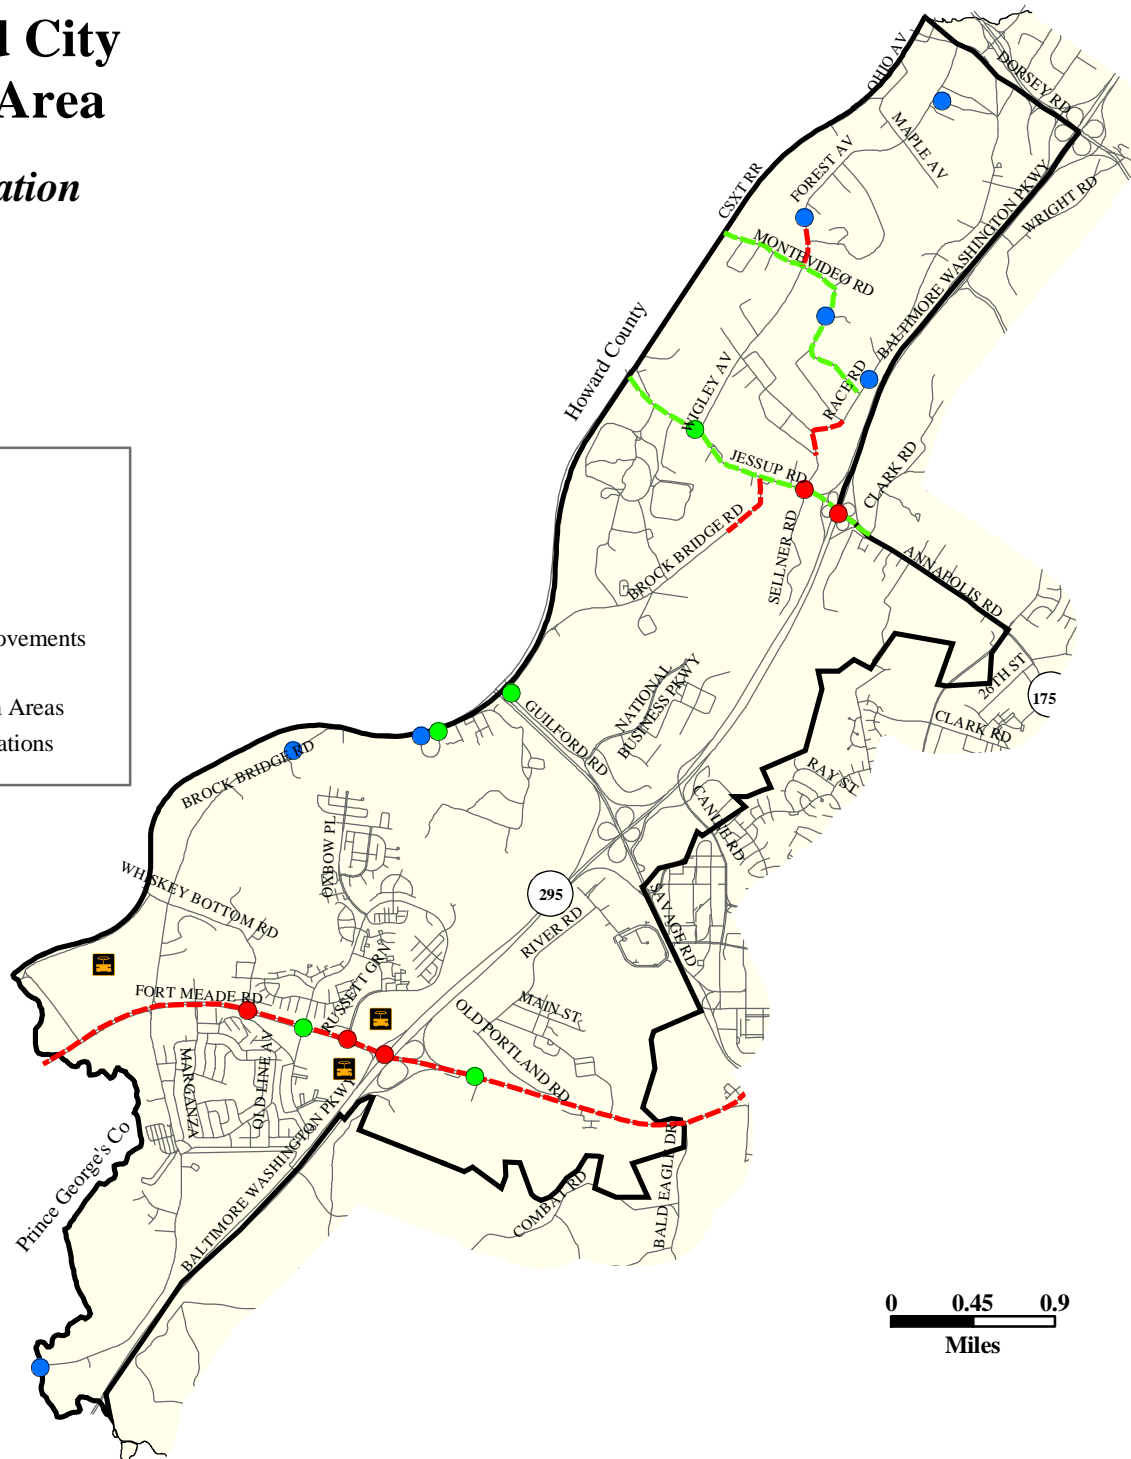 d City
Area
ation
ovements
n Areas
ations
OHIO AV
DORSEY RD
MAPLE AV
FOREST AV
CSXT RR
WRIGHT RD
MONTEVIDEO RD
BALTIMORE WASHINGTON PKWY
Howard County
WIGLEY AV
RACE RD
JESSUP RD
CLARK RD
BROCK BRIDGE RD
SELLNER RD
ANNAPOLIS RD
26TH ST
175
NATIONAL
BUSINESS PKWY
GUILFORD RD
CLARK RD
BROCK BRIDGE RD
RAY ST
CANINE RD
OXBOW PL
WHISKEY BOTTOM RD
295
RIVER RD
SAVAGE RD
RUSSETT GRN
FORT MEADE RD
MAIN ST
OLD PORTLAND RD
MARGANZA
OLD LINE AV
Prince George's Co
BALTIMORE WASHINGTON PKWY
COMBAT RD
BALD EAGLE DR
0 0.45 0.9
Miles